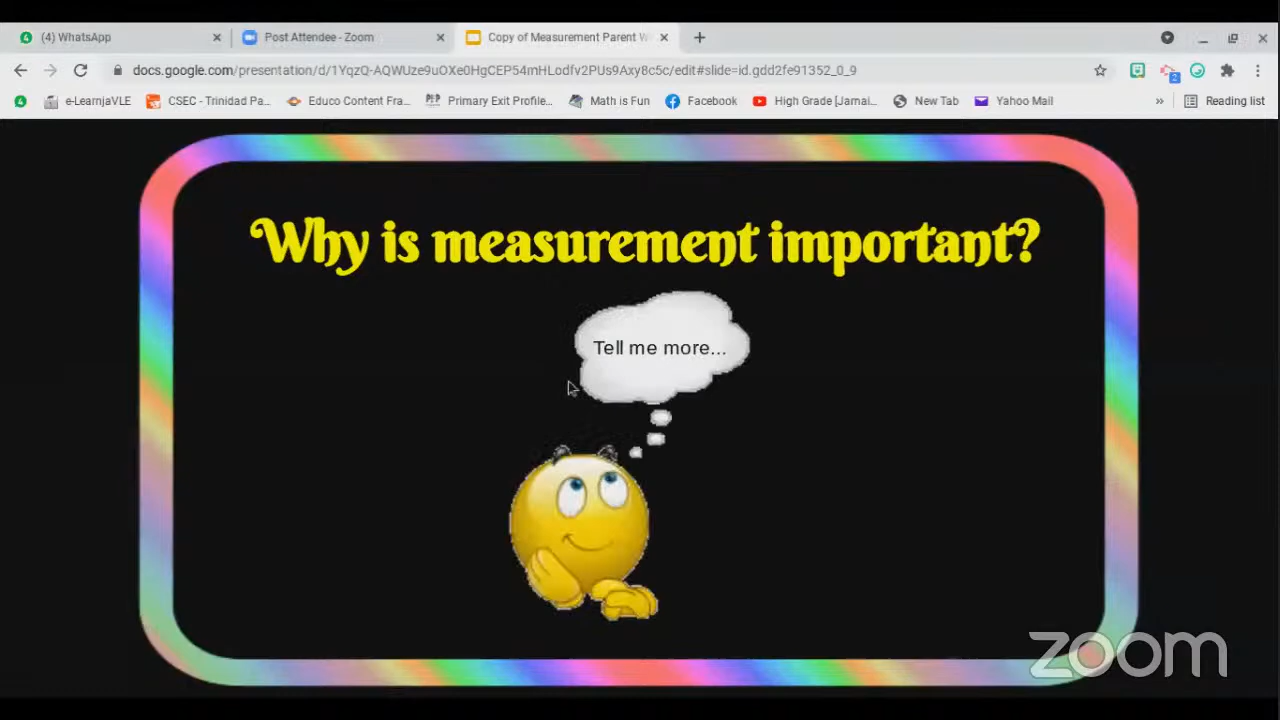 (4) WhatsApp
Post Attendee - Zoom
Copy of Measurement Parent W
docs.google.com/presentation/d/1YqzQ-AQWUze9uOXe0HgCEP54mHLodfv2PUs9Axy8c5c/edit#slide=id.gdd2fe91352_0_9
e-LearnjaVLE
CSEC - Trinidad Pa...
Educo Content Fra...
PEP
Primary Exit Profile...
Math is Fun
Facebook
High Grade [Jamai...
New Tab
Yahoo Mail
»
Reading list
Why is measurement important?
Tell me more...
zoom